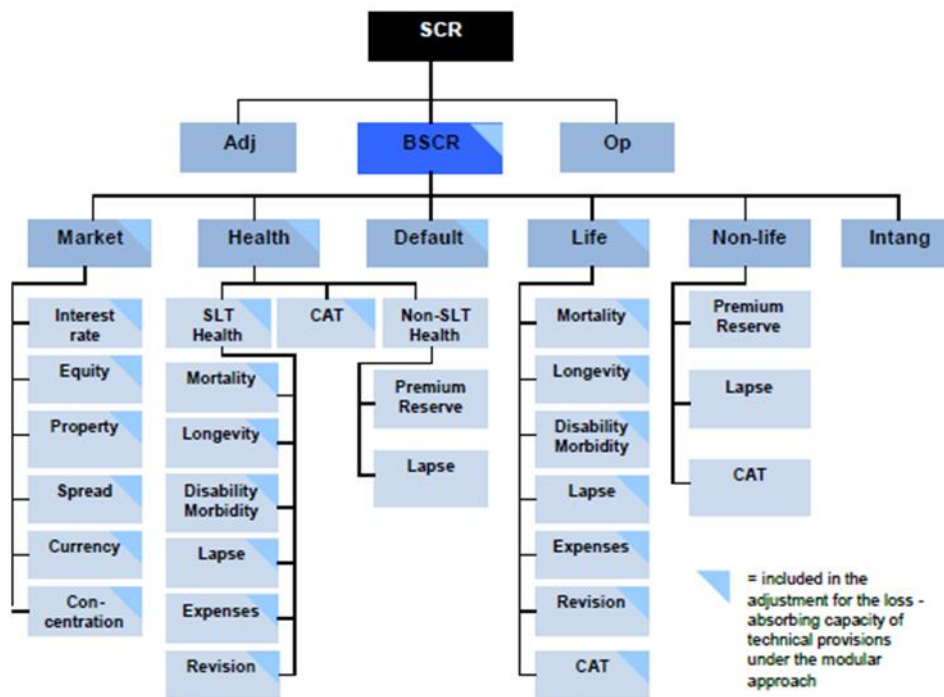 SCR
Adj
BSCR
Op
Market
Health
Default
Life
Non-life
Intang
Interest
rate
Equity
Property
Spread
Currency
Con-
centration
SLT
Health
CAT
Non-SLT
Health
Mortality
Longevity
Disability
Morbidity
Lapse
Expenses
Revision
Premium
Reserve
Lapse
Mortality
Longevity
Disability
Morbidity
Lapse
Expenses
Revision
CAT
Premium
Reserve
Lapse
CAT
= included in the
adjustment for the loss -
absorbing capacity of
technical provisions
under the modular
approach